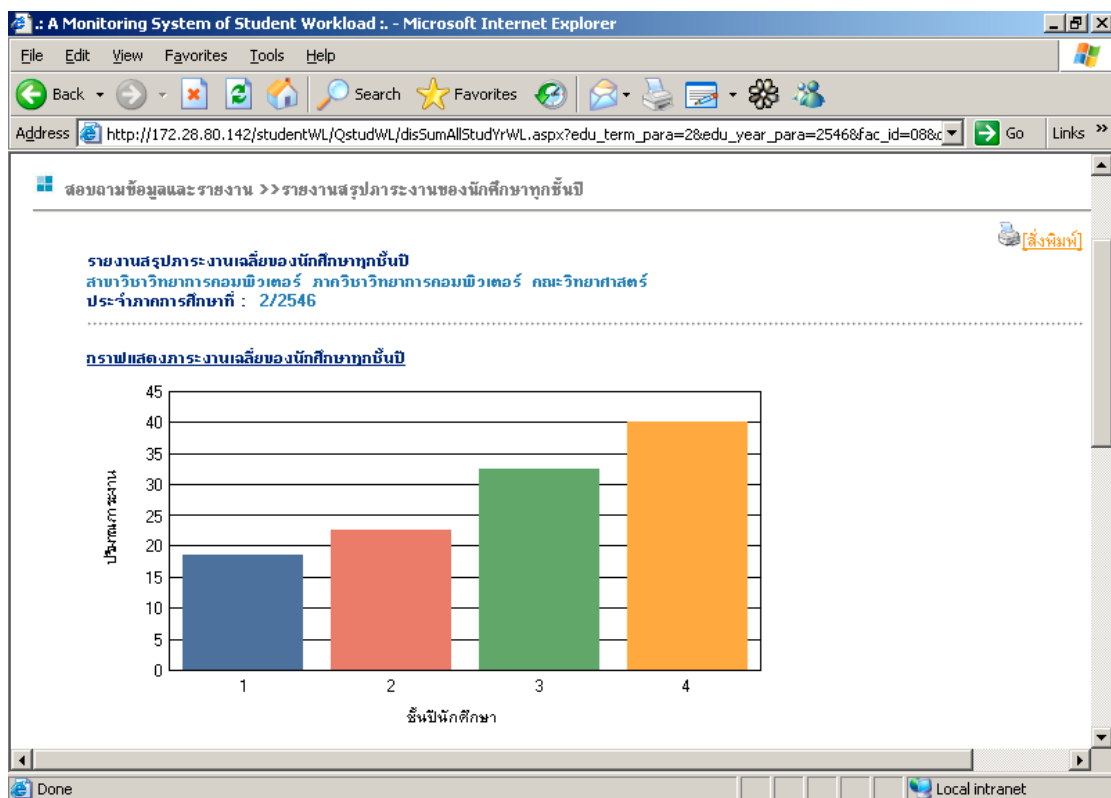 .: A Monitoring System of Student Workload :. - Microsoft Internet Explorer
File Edit View Favorites Tools Help
Back Search Favorites
Address http://172.28.80.142/studentWL/QstudWL/disSumAllStudYrWL.aspx?edu_term_para=2&edu_year_para=2546&fac_id=08& Go Links »
สอบถามข้อมูลและรายงาน >>รายงานสรุปภาระงานของนักศึกษาทุกชั้นปี
[สั่งพิมพ์]
รายงานสรุปภาระงานเฉลี่ยของนักศึกษาทุกชั้นปี
สาขาวิชาวิทยาการคอมพิวเตอร์ ภาควิชาวิทยาการคอมพิวเตอร์ คณะวิทยาศาสตร์
ประจำภาคการศึกษาที่ : 2/2546
กราฟแสดงภาระงานเฉลี่ยของนักศึกษาทุกชั้นปี
45
40
35
30
25
20
15
10
5
0
ปริมาณภาระงาน
1 2 3 4
ชั้นปีนักศึกษา
Done Local intranet